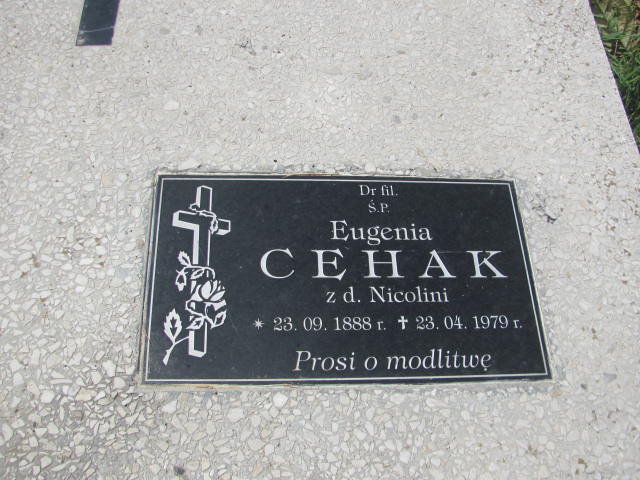 Dr fil.
Ś.P.
Eugenia
CEHAK
z d. Nicolini
* 23. 09. 1888 r. ✝ 23. 04. 1979 r.
Prosi o modlitwę